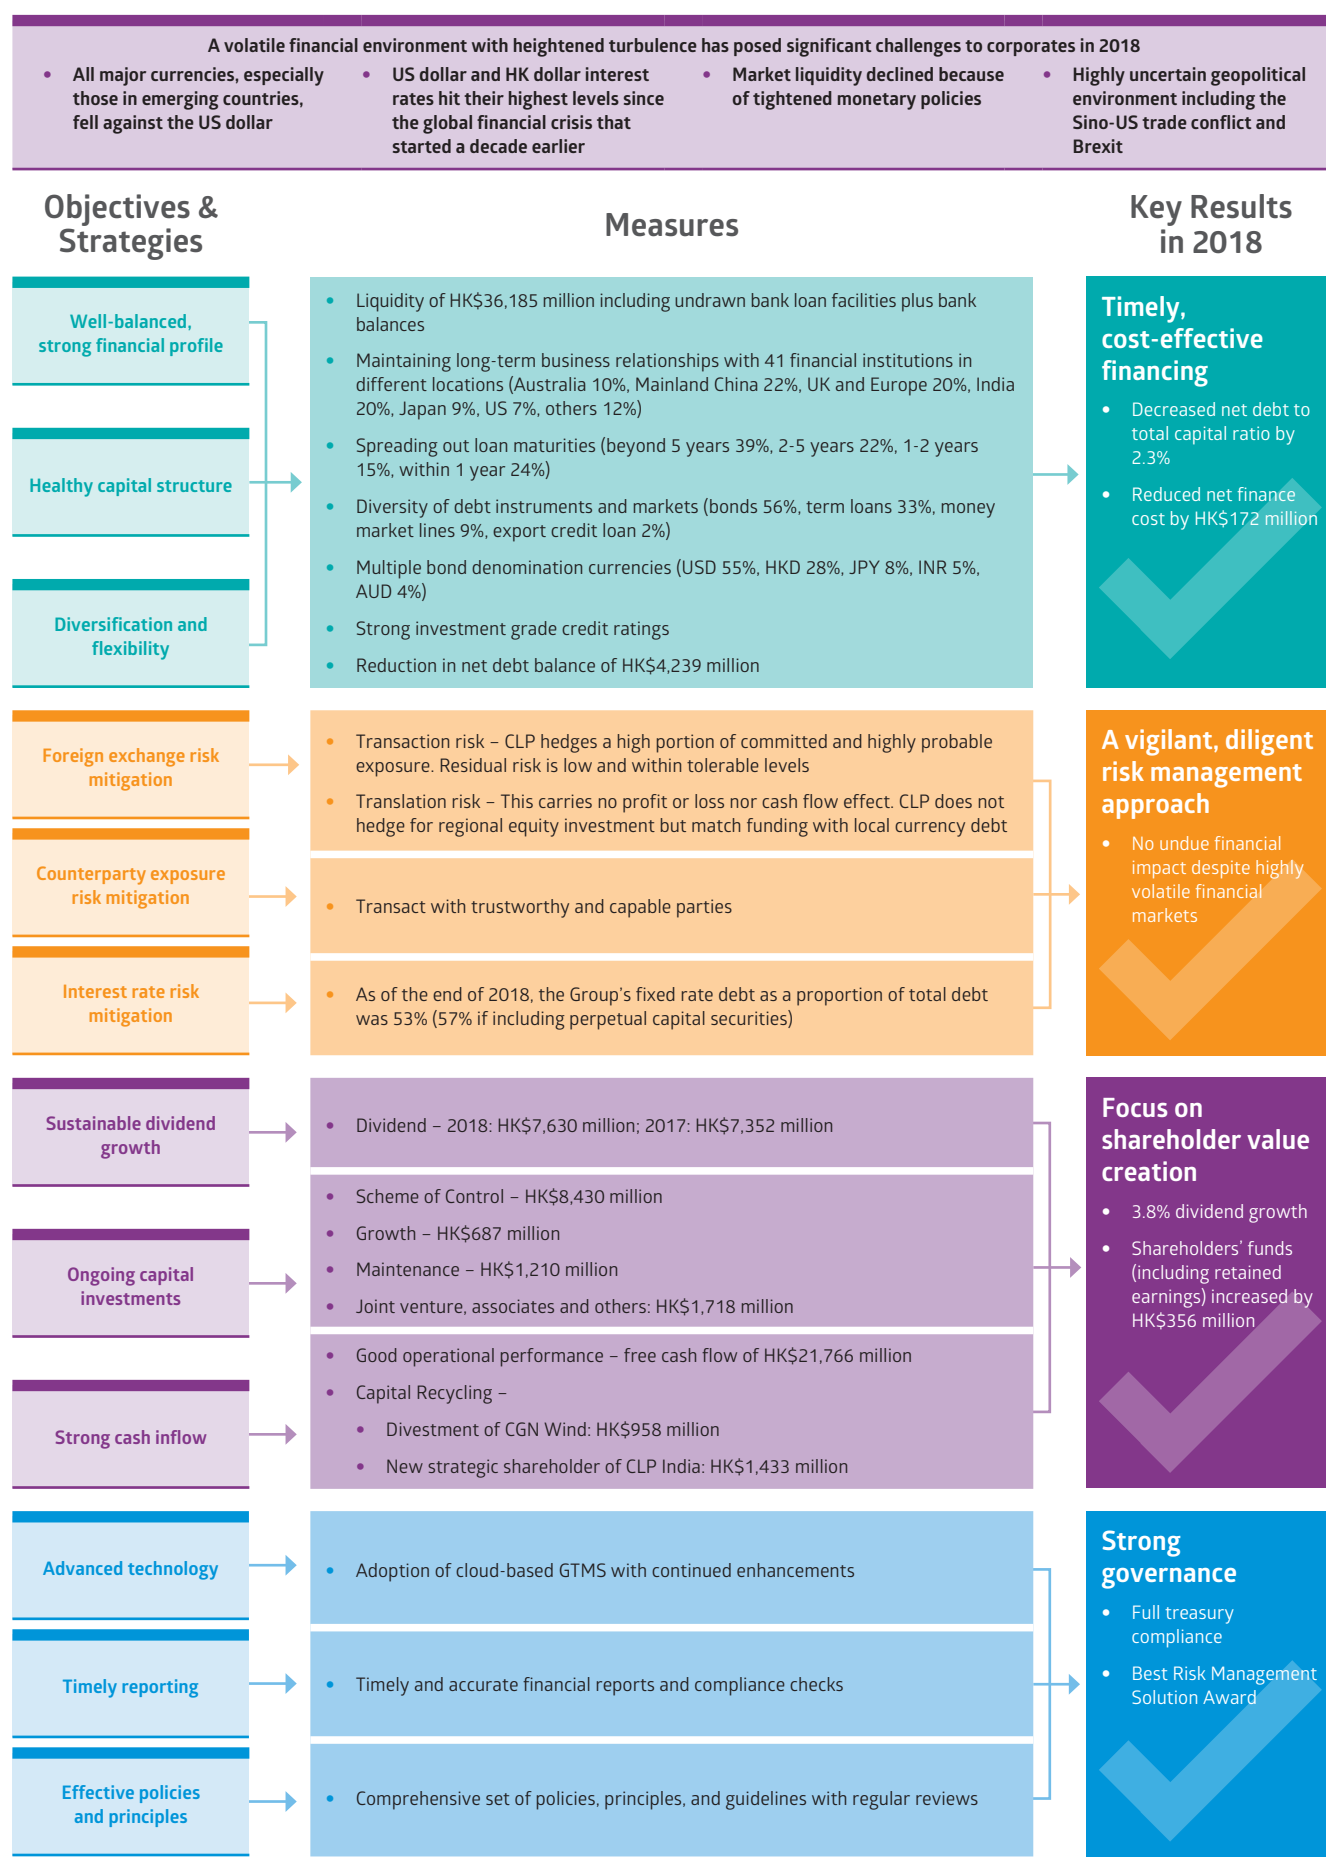 A volatile financial environment with heightened turbulence has posed significant challenges to corporates in 2018
• All major currencies, especially
those in emerging countries,
fell against the US dollar
• US dollar and HK dollar interest
rates hit their highest levels since
the global financial crisis that
started a decade earlier
• Market liquidity declined because
of tightened monetary policies
• Highly uncertain geopolitical
environment including the
Sino-US trade conflict and
Brexit
Objectives &
Strategies
Measures
Key Results
in 2018
Well-balanced,
strong financial profile
Healthy capital structure
Diversification and
flexibility
• Liquidity of HK$36,185 million including undrawn bank loan facilities plus bank
balances
• Maintaining long-term business relationships with 41 financial institutions in
different locations (Australia 10%, Mainland China 22%, UK and Europe 20%, India
20%, Japan 9%, US 7%, others 12%)
• Spreading out loan maturities (beyond 5 years 39%, 2-5 years 22%, 1-2 years
15%, within 1 year 24%)
• Diversity of debt instruments and markets (bonds 56%, term loans 33%, money
market lines 9%, export credit loan 2%)
• Multiple bond denomination currencies (USD 55%, HKD 28%, JPY 8%, INR 5%,
AUD 4%)
• Strong investment grade credit ratings
• Reduction in net debt balance of HK$4,239 million
Timely,
cost-effective
financing
• Decreased net debt to
total capital ratio by
2.3%
• Reduced net finance
cost by HK$172 million
Foreign exchange risk
mitigation
Counterparty exposure
risk mitigation
Interest rate risk
mitigation
• Transaction risk – CLP hedges a high portion of committed and highly probable
exposure. Residual risk is low and within tolerable levels
• Translation risk – This carries no profit or loss nor cash flow effect. CLP does not
hedge for regional equity investment but match funding with local currency debt
• Transact with trustworthy and capable parties
• As of the end of 2018, the Group's fixed rate debt as a proportion of total debt
was 53% (57% if including perpetual capital securities)
A vigilant, diligent
risk management
approach
• No undue financial
impact despite highly
volatile financial
markets
Sustainable dividend
growth
Ongoing capital
investments
Strong cash inflow
• Dividend – 2018: HK$7,630 million; 2017: HK$7,352 million
• Scheme of Control – HK$8,430 million
• Growth – HK$687 million
• Maintenance – HK$1,210 million
• Joint venture, associates and others: HK$1,718 million
• Good operational performance – free cash flow of HK$21,766 million
• Capital Recycling –
• Divestment of CGN Wind: HK$958 million
• New strategic shareholder of CLP India: HK$1,433 million
Focus on
shareholder value
creation
• 3.8% dividend growth
• Shareholders' funds
(including retained
earnings) increased by
HK$356 million
Advanced technology
Timely reporting
Effective policies
and principles
• Adoption of cloud-based GTMS with continued enhancements
• Timely and accurate financial reports and compliance checks
• Comprehensive set of policies, principles, and guidelines with regular reviews
Strong
governance
• Full treasury
compliance
• Best Risk Management
Solution Award